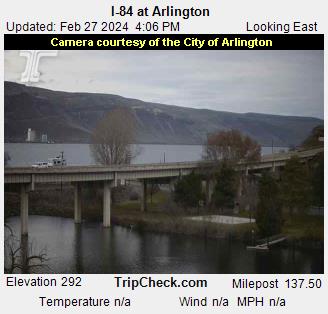 I-84 at Arlington
Updated: Feb 27 2024 4:06 PM Looking East
Camera courtesy of the City of Arlington
Elevation 292 TripCheck.com Milepost 137.50
Temperature n/a Wind n/a MPH n/a